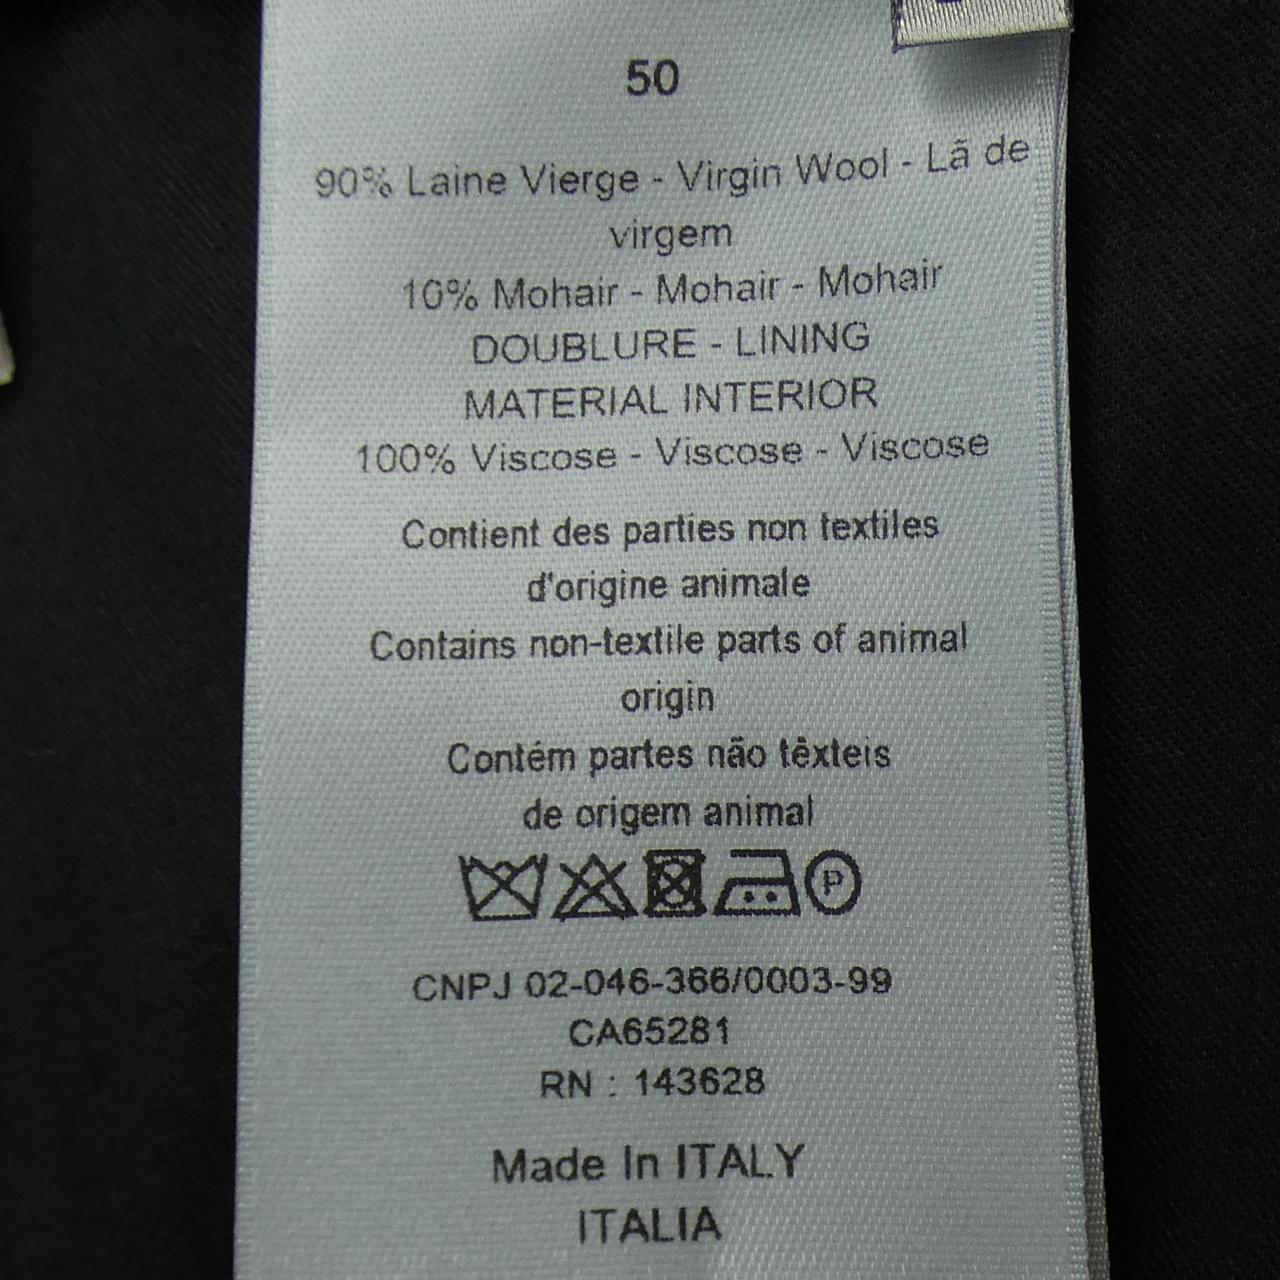 50
90% Laine Vierge - Virgin Wool - Lã de
virgem
10% Mohair - Mohair - Mohair
DOUBLURE - LINING
MATERIAL INTERIOR
100% Viscose - Viscose - Viscose
Contient des parties non textiles
d'origine animale
Contains non-textile parts of animal
origin
Contém partes não têxteis
de origem animal
P
CNPJ 02-046-366/0003-99
CA65281
RN : 143628
Made In ITALY
ITALIA